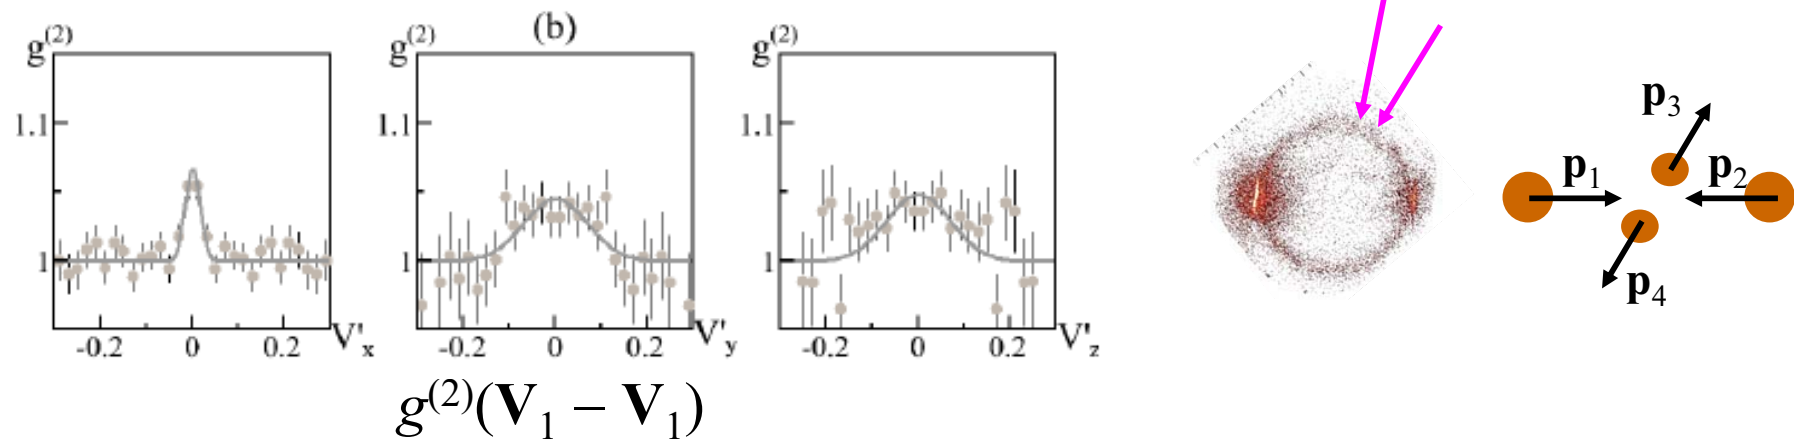 (b)
g(2) g(2) g(2)
1.1 1.1 1.1
1 1 1
-0.2 0 0.2 V'x -0.2 0 0.2 V'y -0.2 0 0.2 V'z
g(2)(V1 – V1)
p3
p1 p2
p4